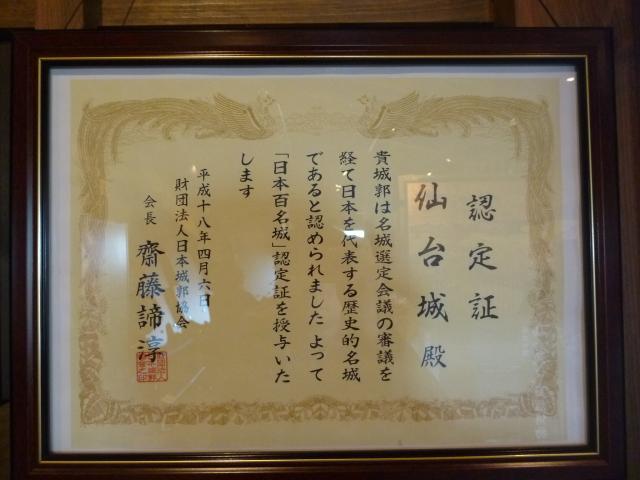 認定証
仙台城殿
貴城郭は名城選定会議の審議を
経て日本を代表する歴史的名城
であると認められました よって
「日本百名城」認定証を授与いた
します
平成十八年四月六日
財団法人日本城郭協会
会長 齋藤諦淳